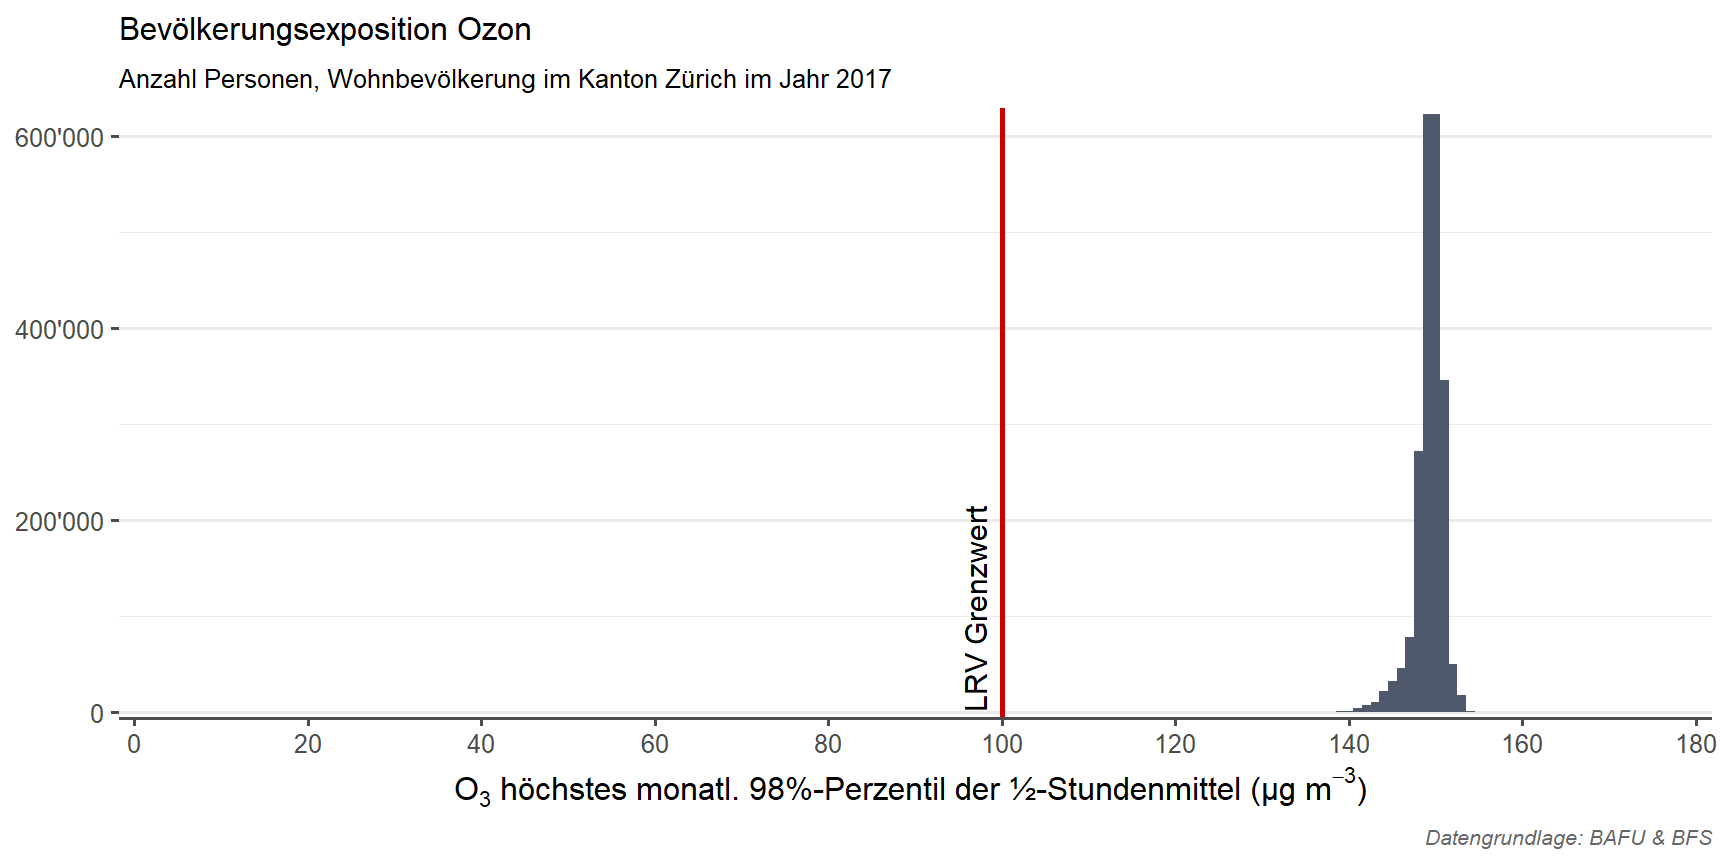 Bevölkerungsexposition Ozon
Anzahl Personen, Wohnbevölkerung im Kanton Zürich im Jahr 2017
600'000
400'000
200'000
0
LRV Grenzwert
0 20 40 60 80 100 120 140 160 180
O₃ höchstes monatl. 98%-Perzentil der ½-Stundenmittel (µg m⁻³)
Datengrundlage: BAFU & BFS